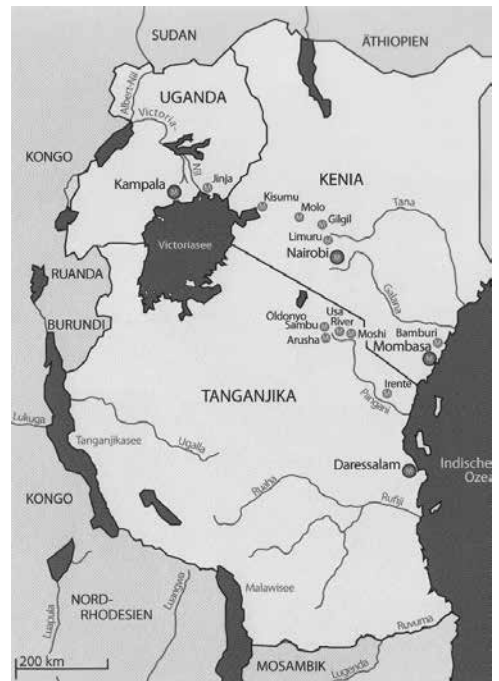 SUDAN
ÄTHIOPIEN
Albert-Nil
Victoria-
Nil
UGANDA
KONGO
Kampala
Jinja
KENIA
Kisumu
Molo
Gilgil
Limuru
Nairobi
Tana
Victoriasee
Galana
RUANDA
BURUNDI
Oldonyo
Sambu
Usa
River
Arusha
Moshi
Bamburi
Mombasa
Irente
Pangani
TANGANJIKA
Lukuga
Tanganjikasee
Ugalla
Daressalam
Indische
Ozea
KONGO
Ruaha
Rufiji
NORD-
RHODESIEN
Luapula
Luangwa
Malawisee
Ruvuma
200 km
MOSAMBIK
Lugenda